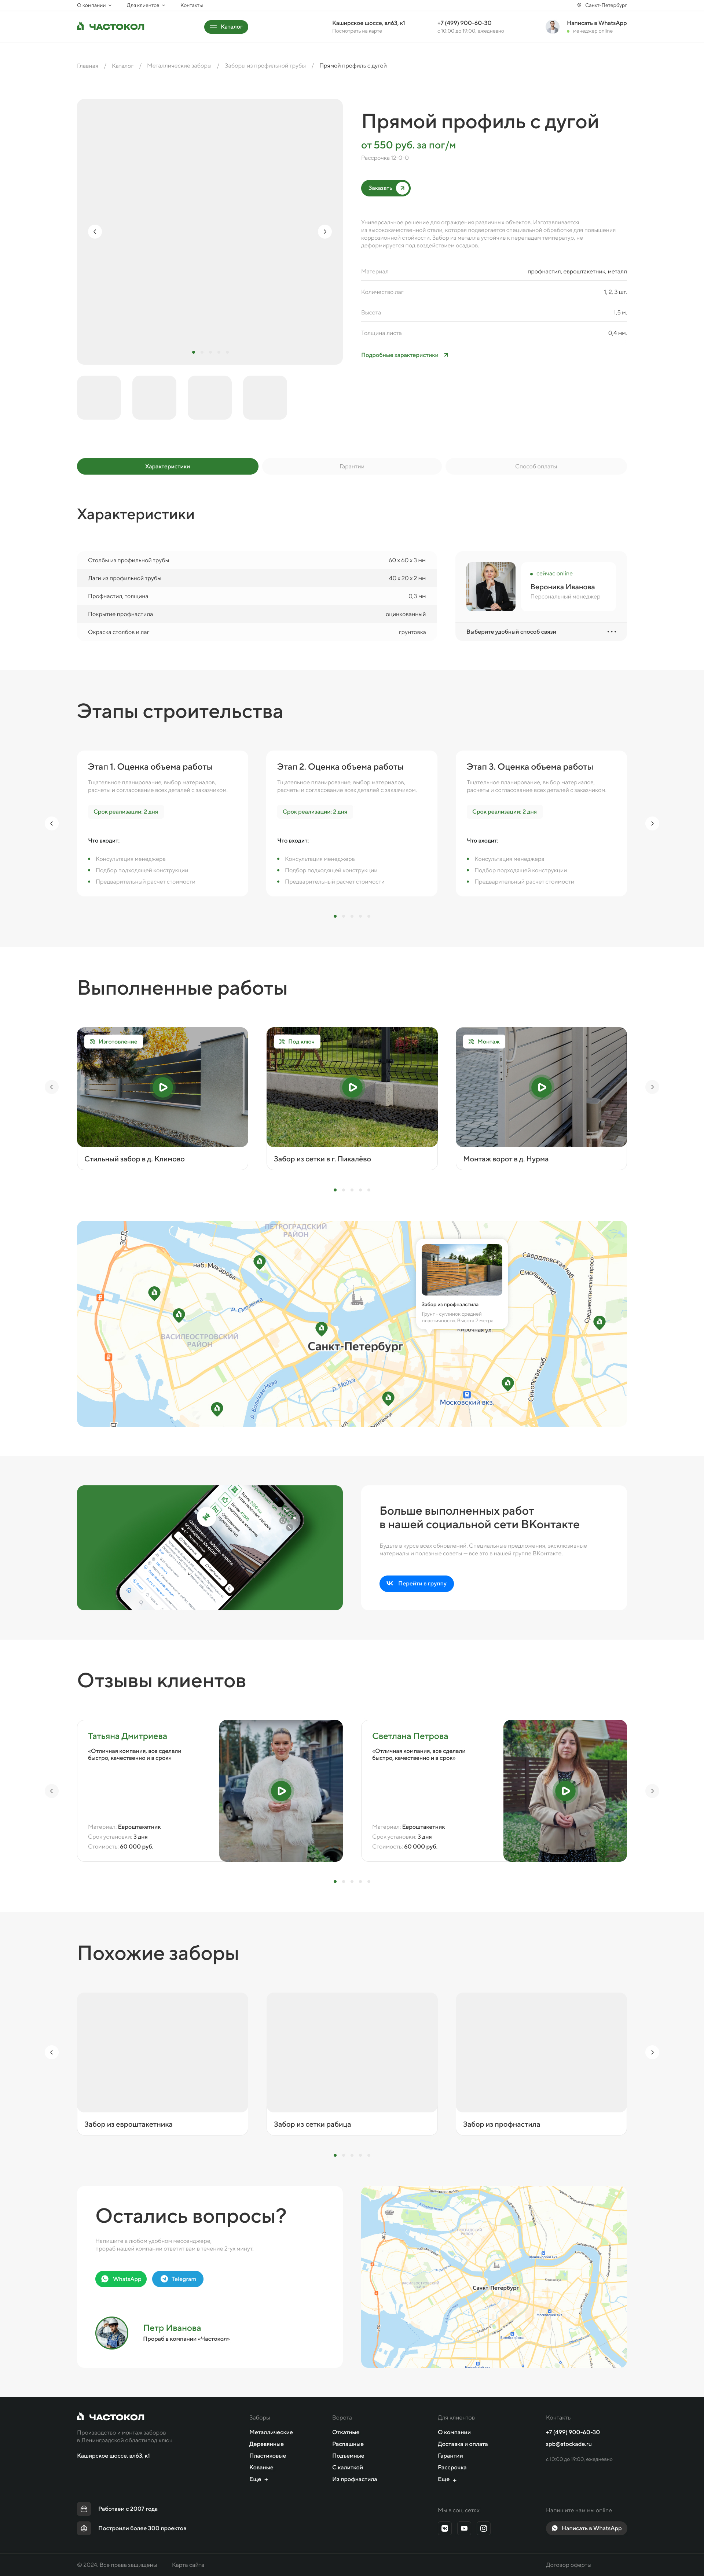 О компании
Для клиентов
Контакты
Санкт-Петербург
ЧАСТОКОЛ
Каталог
Каширское шоссе, вл63, к1
Посмотреть на карте
+7 (499) 900-60-30
с 10:00 до 19:00, ежедневно
Написать в WhatsApp
менеджер online
Главная / Каталог / Металлические заборы / Заборы из профильной трубы / Прямой профиль с дугой
Прямой профиль с дугой
от 550 руб. за пог/м
Рассрочка 12-0-0
Заказать
Универсальное решение для ограждения различных объектов. Изготавливается
из высококачественной стали, которая подвергается специальной обработке для повышения
коррозионной стойкости. Забор из металла устойчив к перепадам температур, не
деформируется под воздействием осадков.
Материал профнастил, евроштакетник, металл
Количество лаг 1, 2, 3 шт.
Высота 1,5 м.
Толщина листа 0,4 мм.
Подробные характеристики
Характеристики
Гарантии
Способ оплаты
Характеристики
Столбы из профильной трубы 60 х 60 х 3 мм
Лаги из профильной трубы 40 х 20 х 2 мм
Профнастил, толщина 0,3 мм
Покрытие профнастила оцинкованный
Окраска столбов и лаг грунтовка
сейчас online
Вероника Иванова
Персональный менеджер
Выберите удобный способ связи
Этапы строительства
Этап 1. Оценка объема работы
Тщательное планирование, выбор материалов,
расчеты и согласование всех деталей с заказчиком.
Срок реализации: 2 дня
Что входит:
Консультация менеджера
Подбор подходящей конструкции
Предварительный расчет стоимости
Этап 2. Оценка объема работы
Тщательное планирование, выбор материалов,
расчеты и согласование всех деталей с заказчиком.
Срок реализации: 2 дня
Что входит:
Консультация менеджера
Подбор подходящей конструкции
Предварительный расчет стоимости
Этап 3. Оценка объема работы
Тщательное планирование, выбор материалов,
расчеты и согласование всех деталей с заказчиком.
Срок реализации: 2 дня
Что входит:
Консультация менеджера
Подбор подходящей конструкции
Предварительный расчет стоимости
Выполненные работы
Изготовление
Стильный забор в д. Климово
Под ключ
Забор из сетки в г. Пикалёво
Монтаж
Монтаж ворот в д. Нурма
ПЕТРОГРАДСКИЙ
РАЙОН
ЗСД
наб. Макарова
р. Смоленка
ВАСИЛЕОСТРОВСКИЙ
РАЙОН
Санкт-Петербург
р. Мойка
Свердловская наб.
Смольная наб.
Синопская наб.
Московский вкз.
Забор из профнастила
Грунт - суглинок средней
пластичности. Высота 2 метра
Больше выполненных работ
в нашей социальной сети ВКонтакте
Будьте в курсе всех обновлений. Специальные предложения, эксклюзивные
материалы и полезные советы — все это в нашей группе ВКонтакте.
Перейти в группу
Отзывы клиентов
Татьяна Дмитриева
«Отличная компания, все сделали
быстро, качественно и в срок»
Материал: Евроштакетник
Срок установки: 3 дня
Стоимость: 60 000 руб.
Светлана Петрова
«Отличная компания, все сделали
быстро, качественно и в срок»
Материал: Евроштакетник
Срок установки: 3 дня
Стоимость: 60 000 руб.
Похожие заборы
Забор из евроштакетника
Забор из сетки рабица
Забор из профнастила
Остались вопросы?
Напишите в любом удобном мессенджере,
прораб нашей компании ответит вам в течение 2-ух минут.
WhatsApp
Telegram
Петр Иванова
Прораб в компании «Частокол»
Санкт-Петербург
ЧАСТОКОЛ
Производство и монтаж заборов
в Ленинградской областипод ключ
Каширское шоссе, вл63, к1
Заборы
Металлические
Деревянные
Пластиковые
Кованые
Еще +
Ворота
Откатные
Распашные
Подъемные
С калиткой
Из профнастила
Для клиентов
О компании
Доставка и оплата
Гарантии
Рассрочка
Еще +
Контакты
+7 (499) 900-60-30
spb@stockade.ru
с 10:00 до 19:00, ежедневно
Работаем с 2007 года
Построили более 300 проектов
Мы в соц. сетях
Напишите нам мы online
Написать в WhatsApp
© 2024. Все права защищены
Карта сайта
Договор оферты